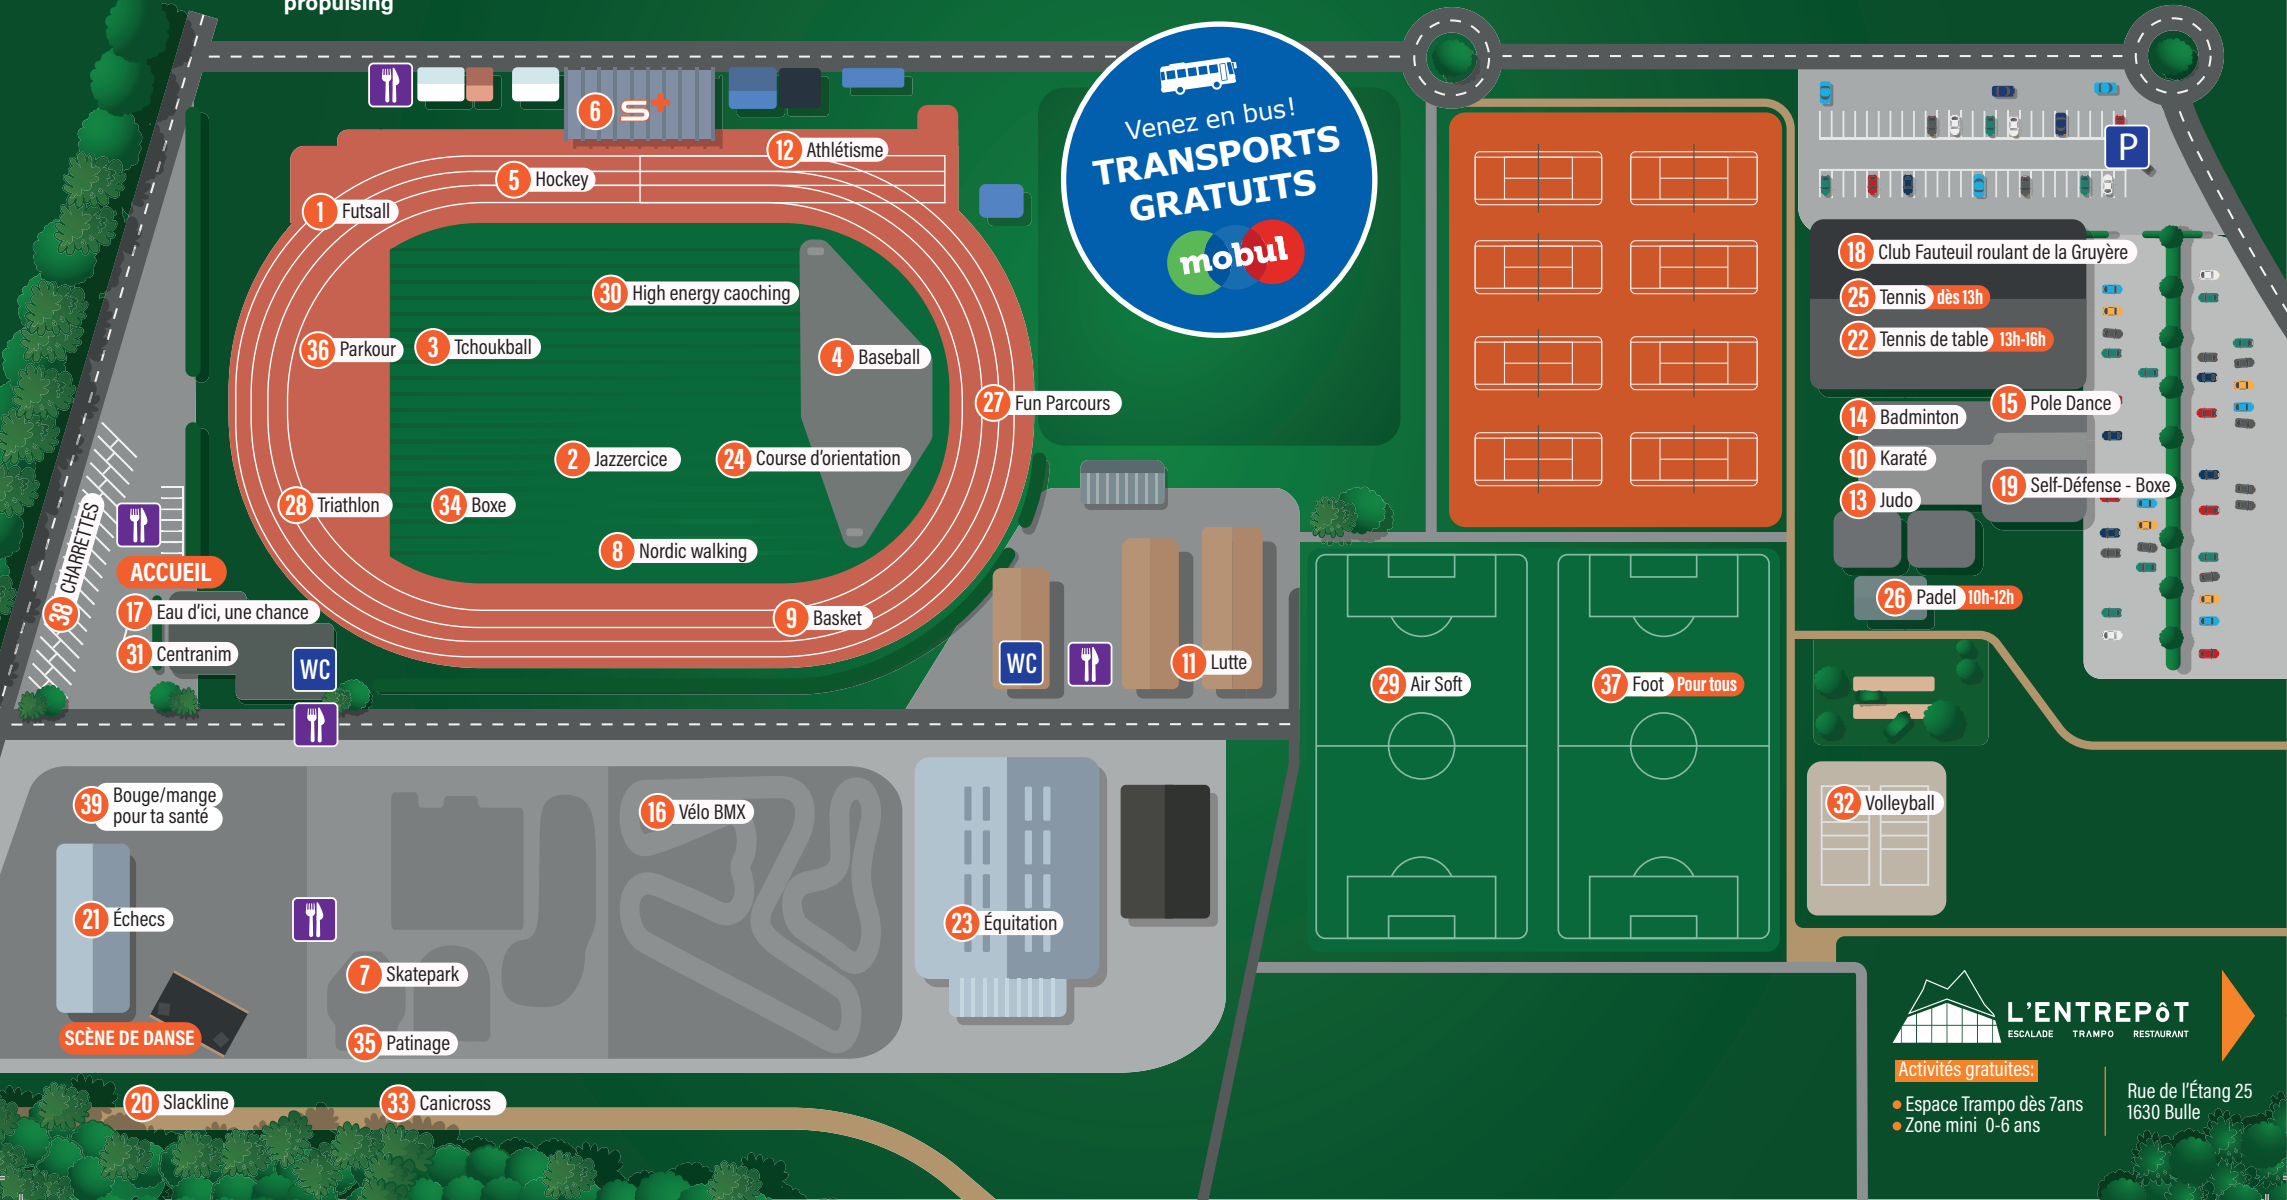 propulsing
6 S+
Venez en bus!
TRANSPORTS
GRATUITS
mobul
12 Athlétisme
5 Hockey
1 Futsall
30 High energy caoching
36 Parkour
3 Tchoukball
4 Baseball
27 Fun Parcours
2 Jazzercice
24 Course d'orientation
28 Triathlon
34 Boxe
8 Nordic walking
9 Basket
38 CHARRETTES
ACCUEIL
17 Eau d'ici, une chance
31 Centranim
WC
WC
11 Lutte
P
18 Club Fauteuil roulant de la Gruyère
25 Tennis dès 13h
22 Tennis de table 13h-16h
15 Pole Dance
14 Badminton
10 Karaté
19 Self-Défense - Boxe
13 Judo
26 Padel 10h-12h
29 Air Soft
37 Foot Pour tous
32 Volleyball
39 Bouge/mange
pour ta santé
16 Vélo BMX
21 Échecs
23 Équitation
7 Skatepark
SCÈNE DE DANSE
35 Patinage
20 Slackline
33 Canicross
L'ENTREPôT
ESCALADE TRAMPO RESTAURANT
Activités gratuites:
• Espace Trampo dès 7ans
• Zone mini 0-6 ans
Rue de l'Étang 25
1630 Bulle